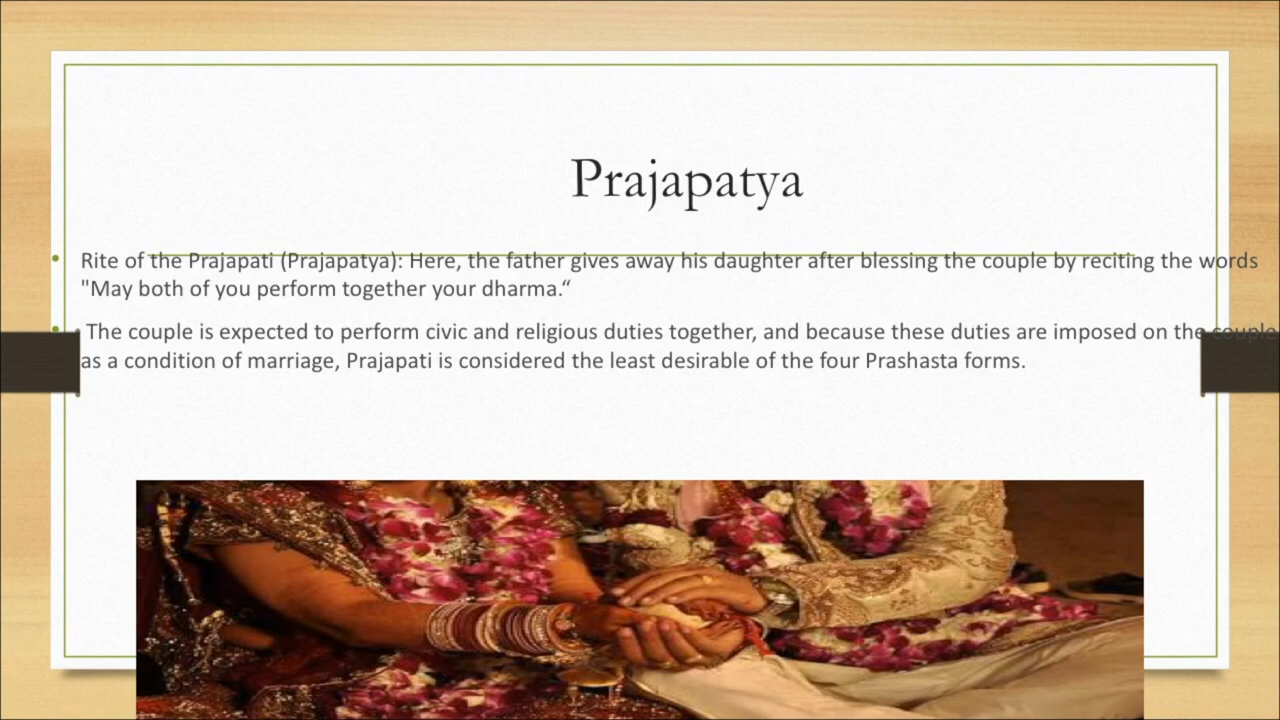 Prajapatya
• Rite of the Prajapati (Prajapatya): Here, the father gives away his daughter after blessing the couple by reciting the words
"May both of you perform together your dharma.“
• • The couple is expected to perform civic and religious duties together, and because these duties are imposed on the couple
as a condition of marriage, Prajapati is considered the least desirable of the four Prashasta forms.